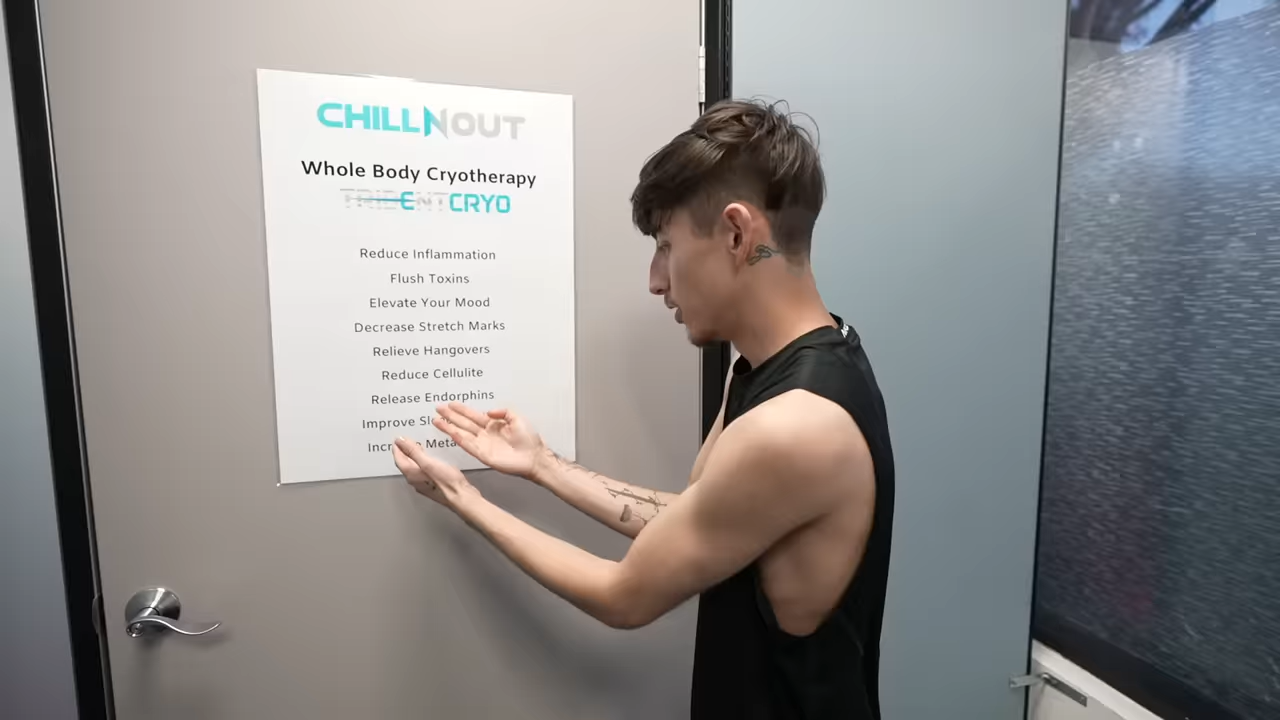 CHILLNOUT
Whole Body Cryotherapy
TRIDENTCRYO
Reduce Inflammation
Flush Toxins
Elevate Your Mood
Decrease Stretch Marks
Relieve Hangovers
Reduce Cellulite
Release Endorphins
Improve